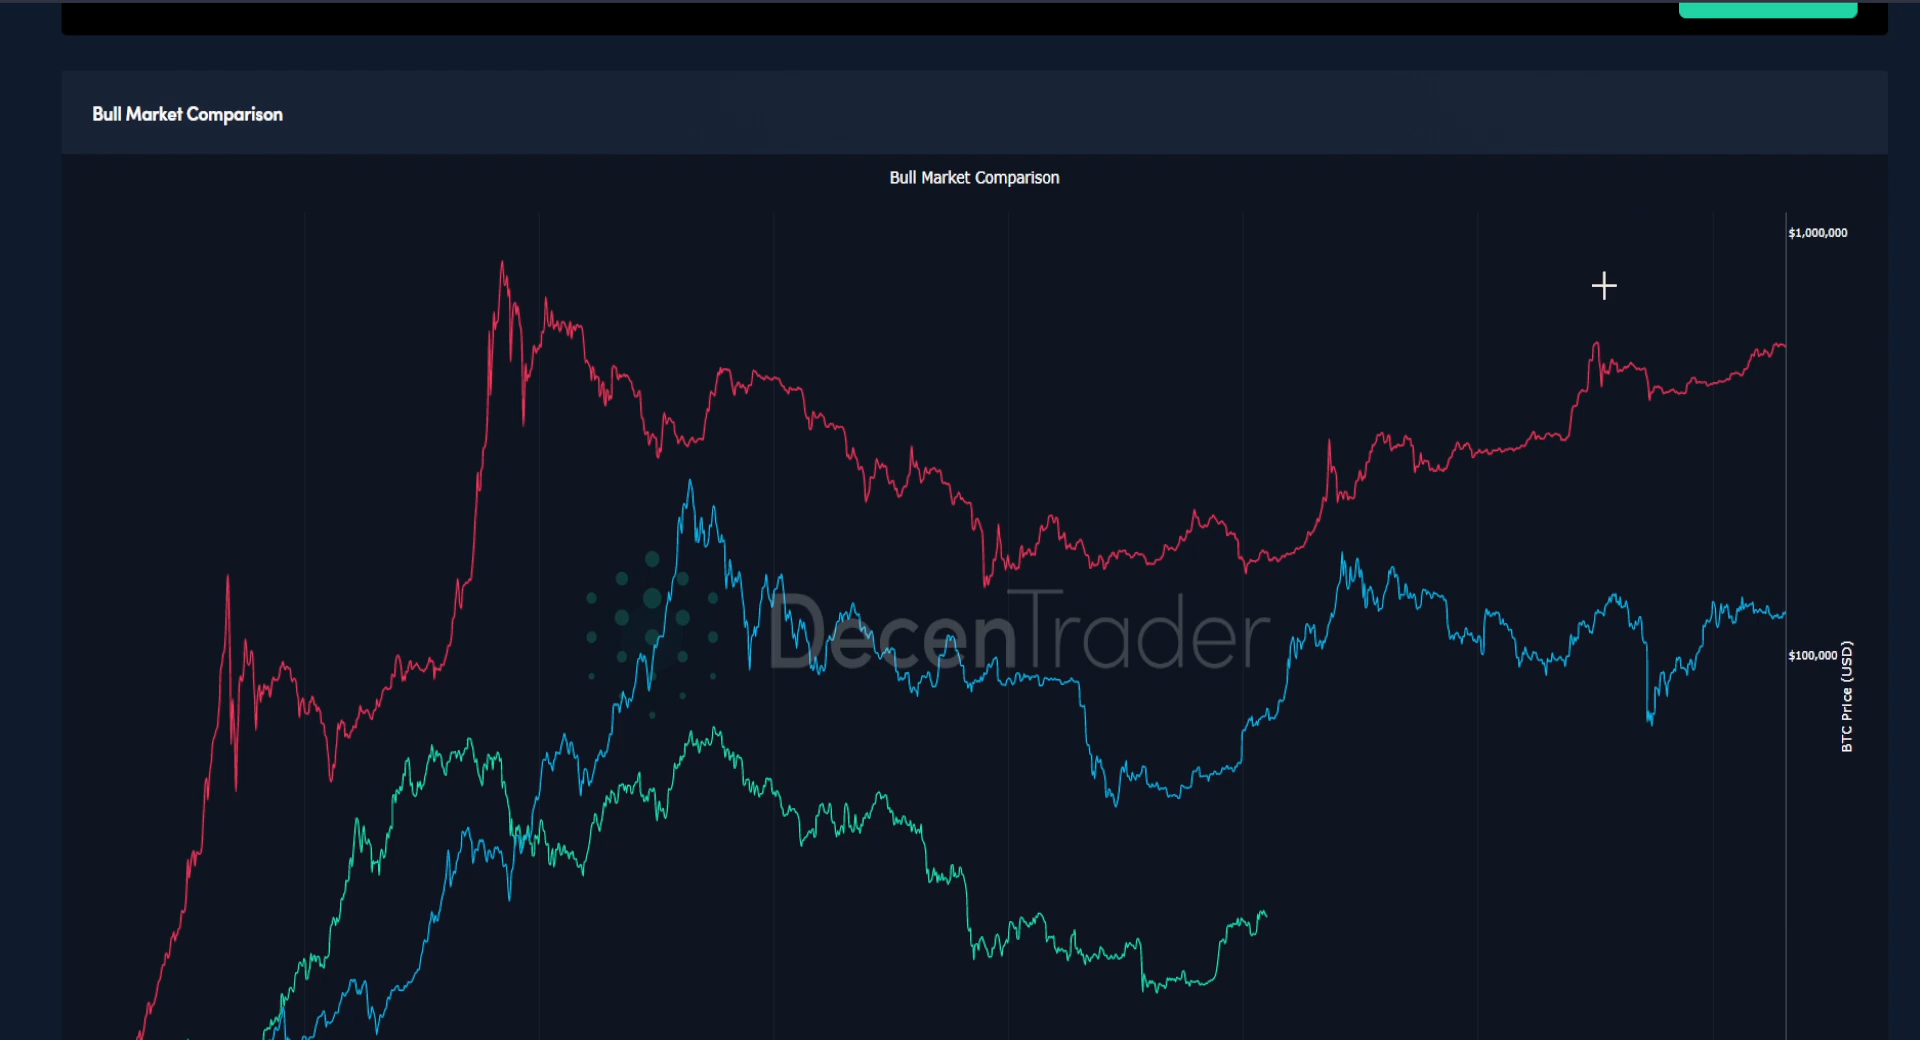 Bull Market Comparison
Bull Market Comparison
$1,000,000
DecenTrader
$100,000
BTC Price (USD)